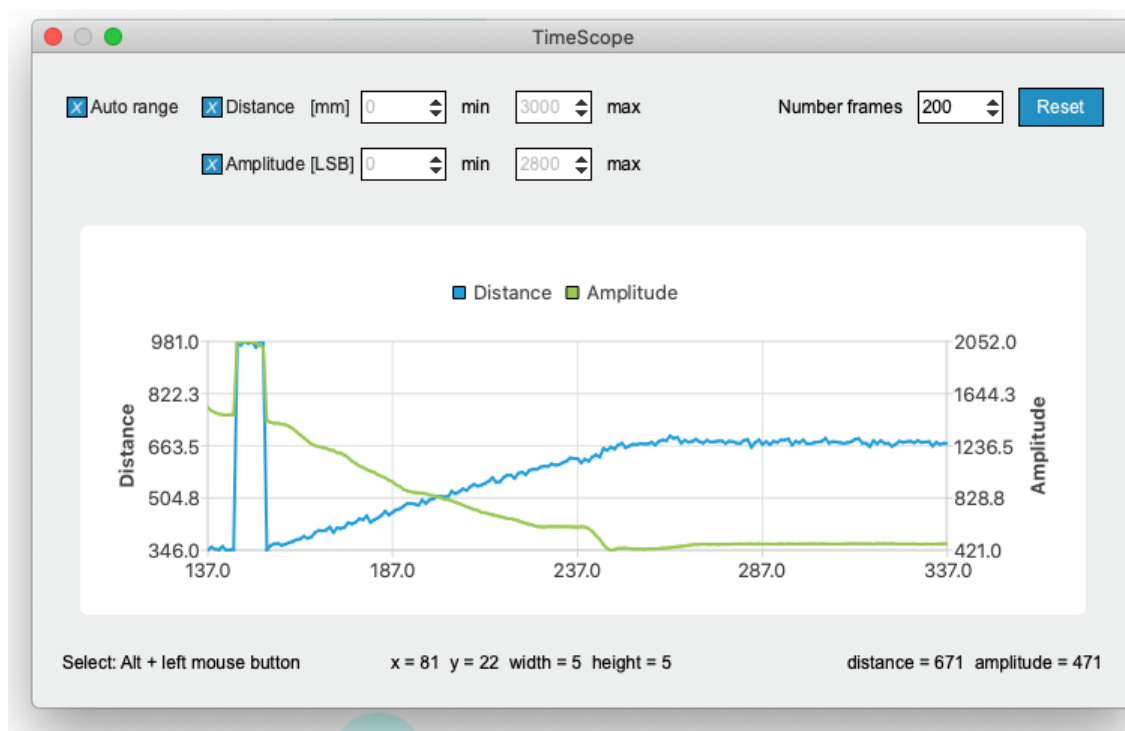 TimeScope
x Auto range x Distance [mm] 0 min 3000 max Number frames 200 Reset
x Amplitude [LSB] 0 min 2800 max
Distance Amplitude
981.0 2052.0
822.3 1644.3
663.5 1236.5
504.8 828.8
346.0 421.0
Distance
Amplitude
137.0 187.0 237.0 287.0 337.0
Select: Alt + left mouse button x = 81 y = 22 width = 5 height = 5 distance = 671 amplitude = 471